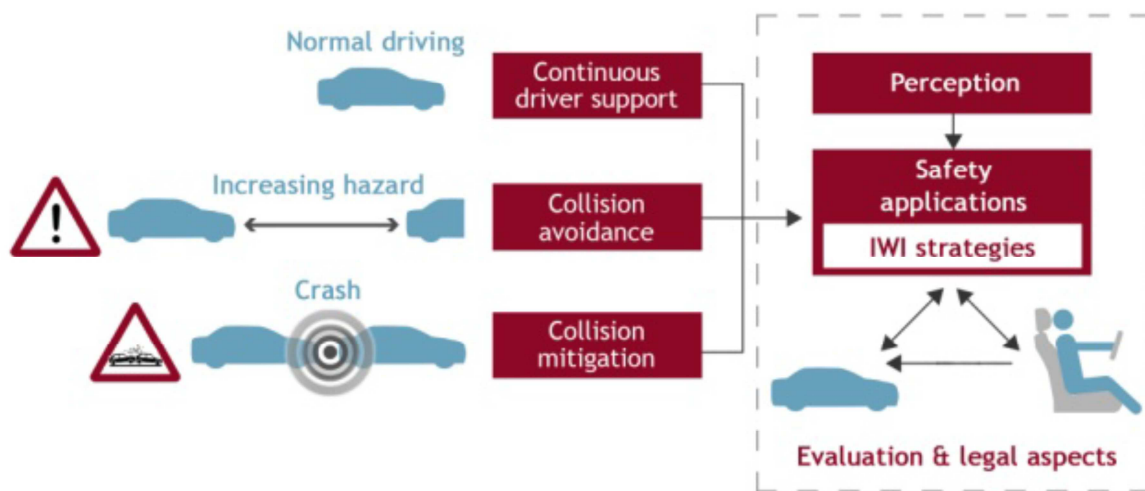 Normal driving
Continuous
driver support
Increasing hazard
!
Collision
avoidance
Crash
Collision
mitigation
Perception
Safety
applications
IWI strategies
Evaluation & legal aspects